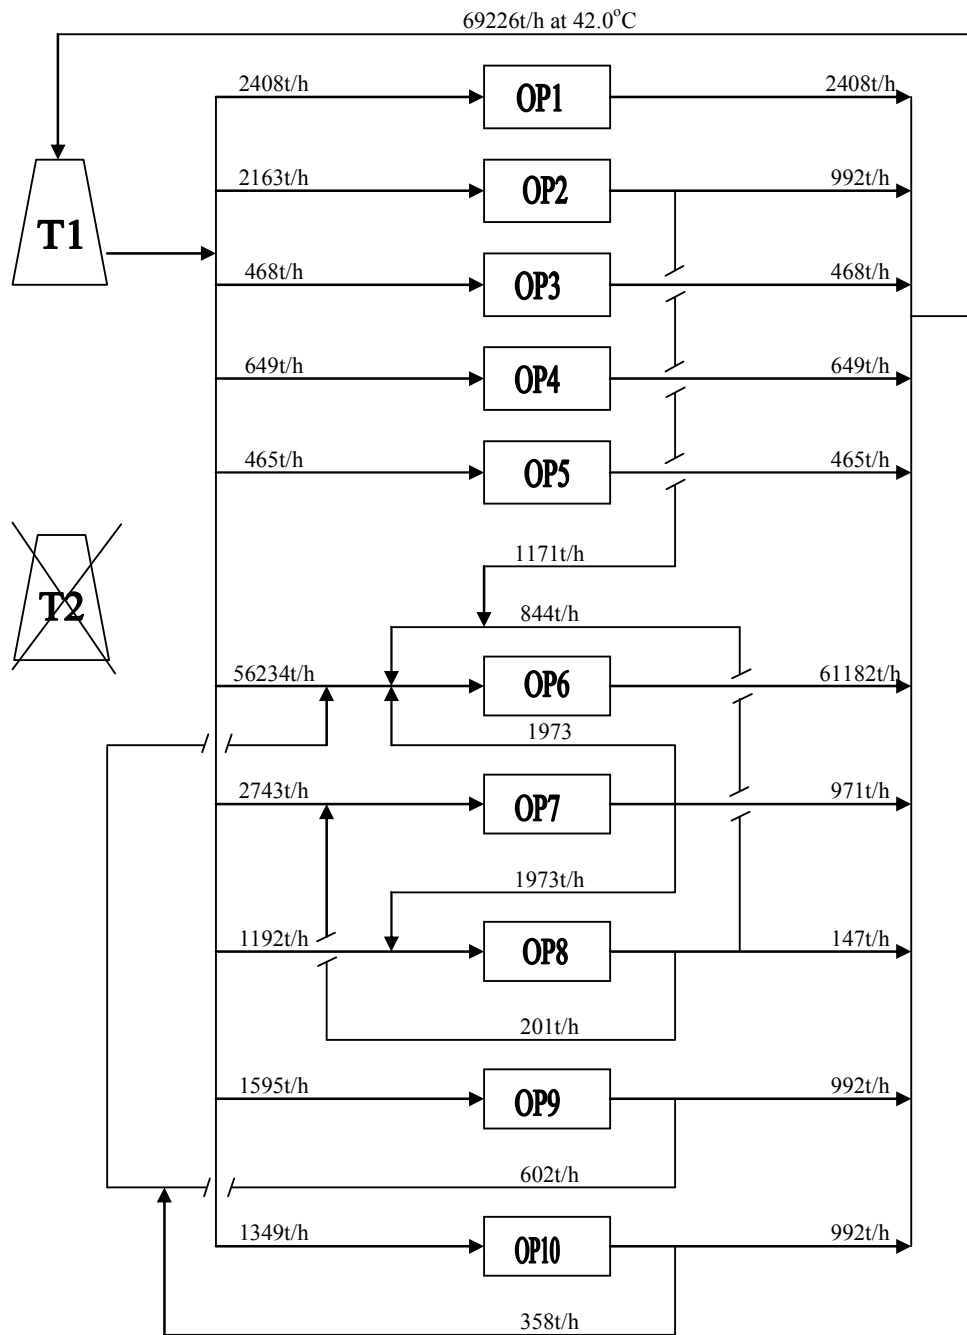 69226t/h at 42.0°C
2408t/h OP1 2408t/h
2163t/h OP2 992t/h
T1
468t/h OP3 468t/h
649t/h OP4 649t/h
465t/h OP5 465t/h
1171t/h
T2
844t/h
56234t/h OP6 61182t/h
1973
2743t/h OP7 971t/h
1973t/h
1192t/h OP8 147t/h
201t/h
1595t/h OP9 992t/h
602t/h
1349t/h OP10 992t/h
358t/h